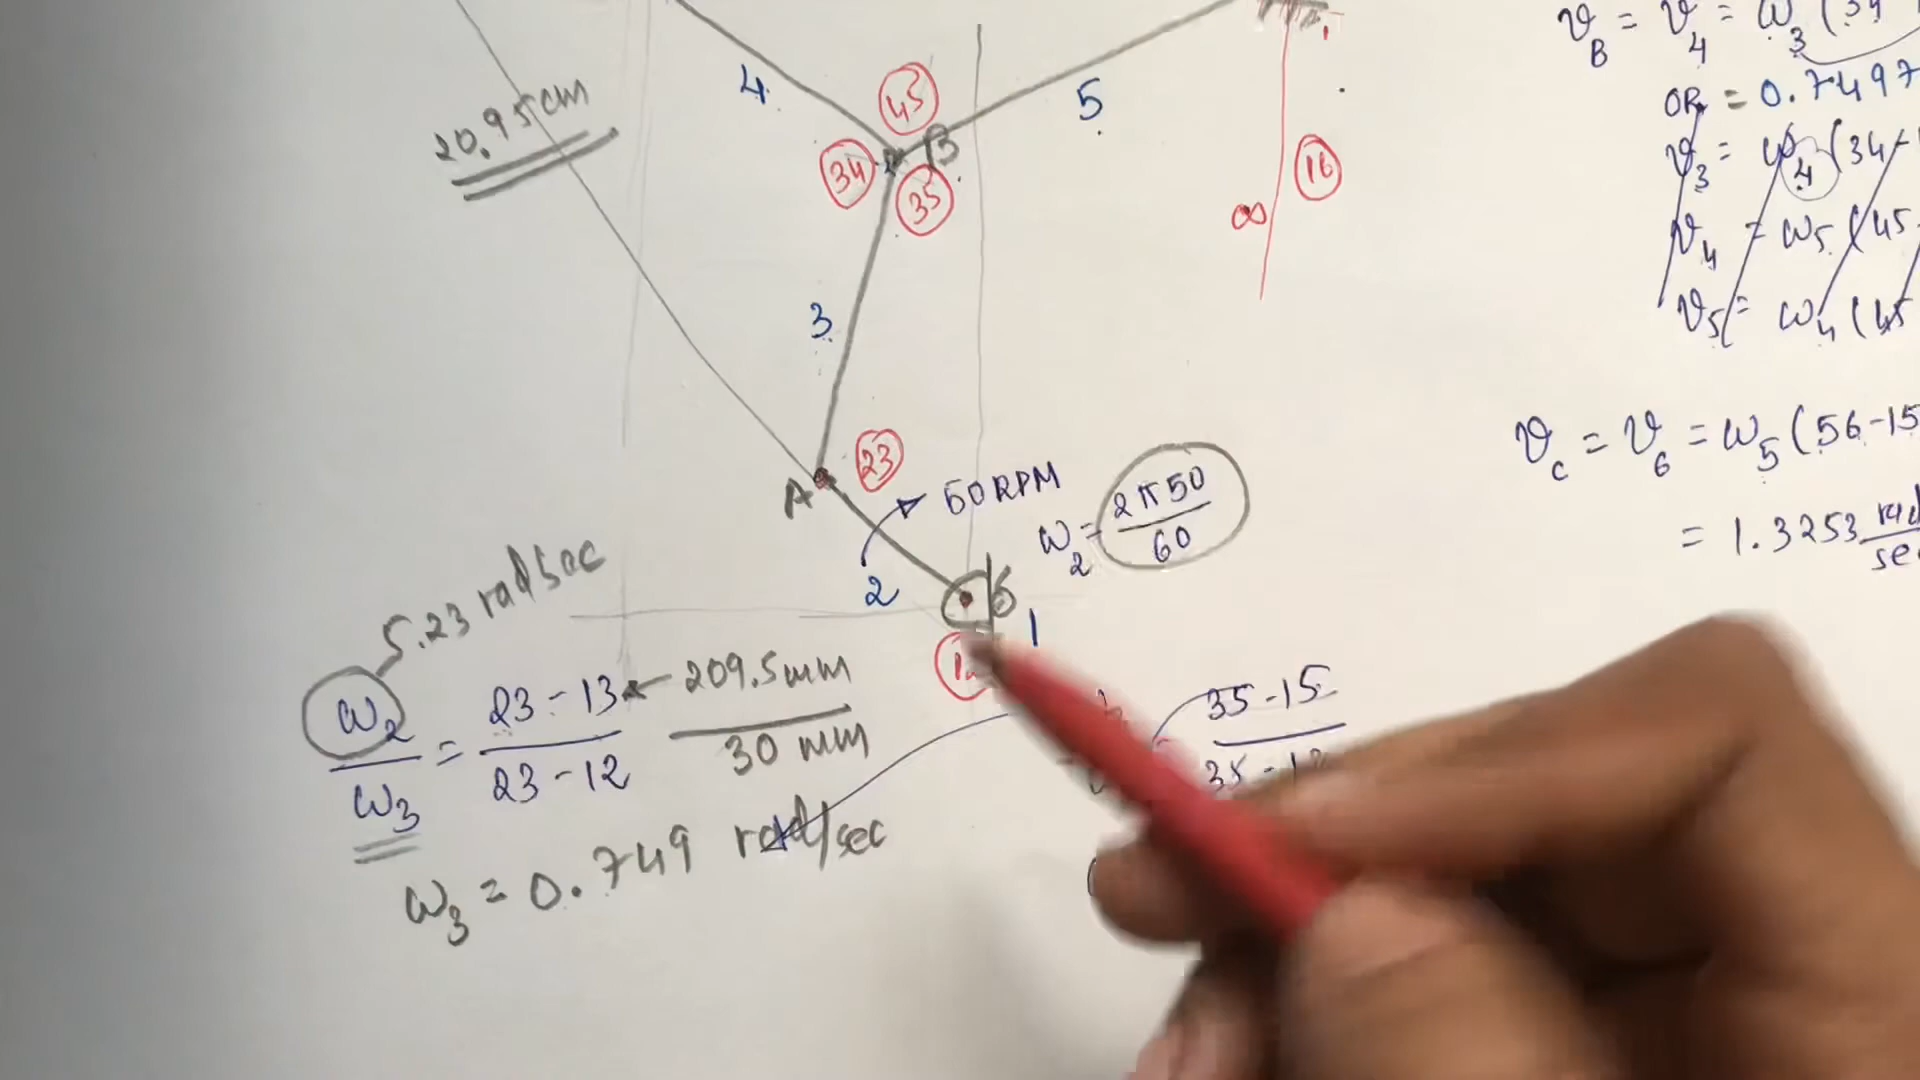 20.95cm
4
45
B
5
34
35
16
∞
3
A
23
50 RPM
ω2 = 2π50/60
2
6
1
5.23 rad/sec
ω2/ω3 = 23-13/23-12
209.5mm/30 mm
ω3 = 0.749 rad/sec
35-15
VB = V4 = ω3 (34
OR = 0.7497
V3 = ω4 (34-
V4 = ω5 (45
V5 = ω4 (45
Vc = V6 = ω5 (56-15
= 1.3253 rad/sec